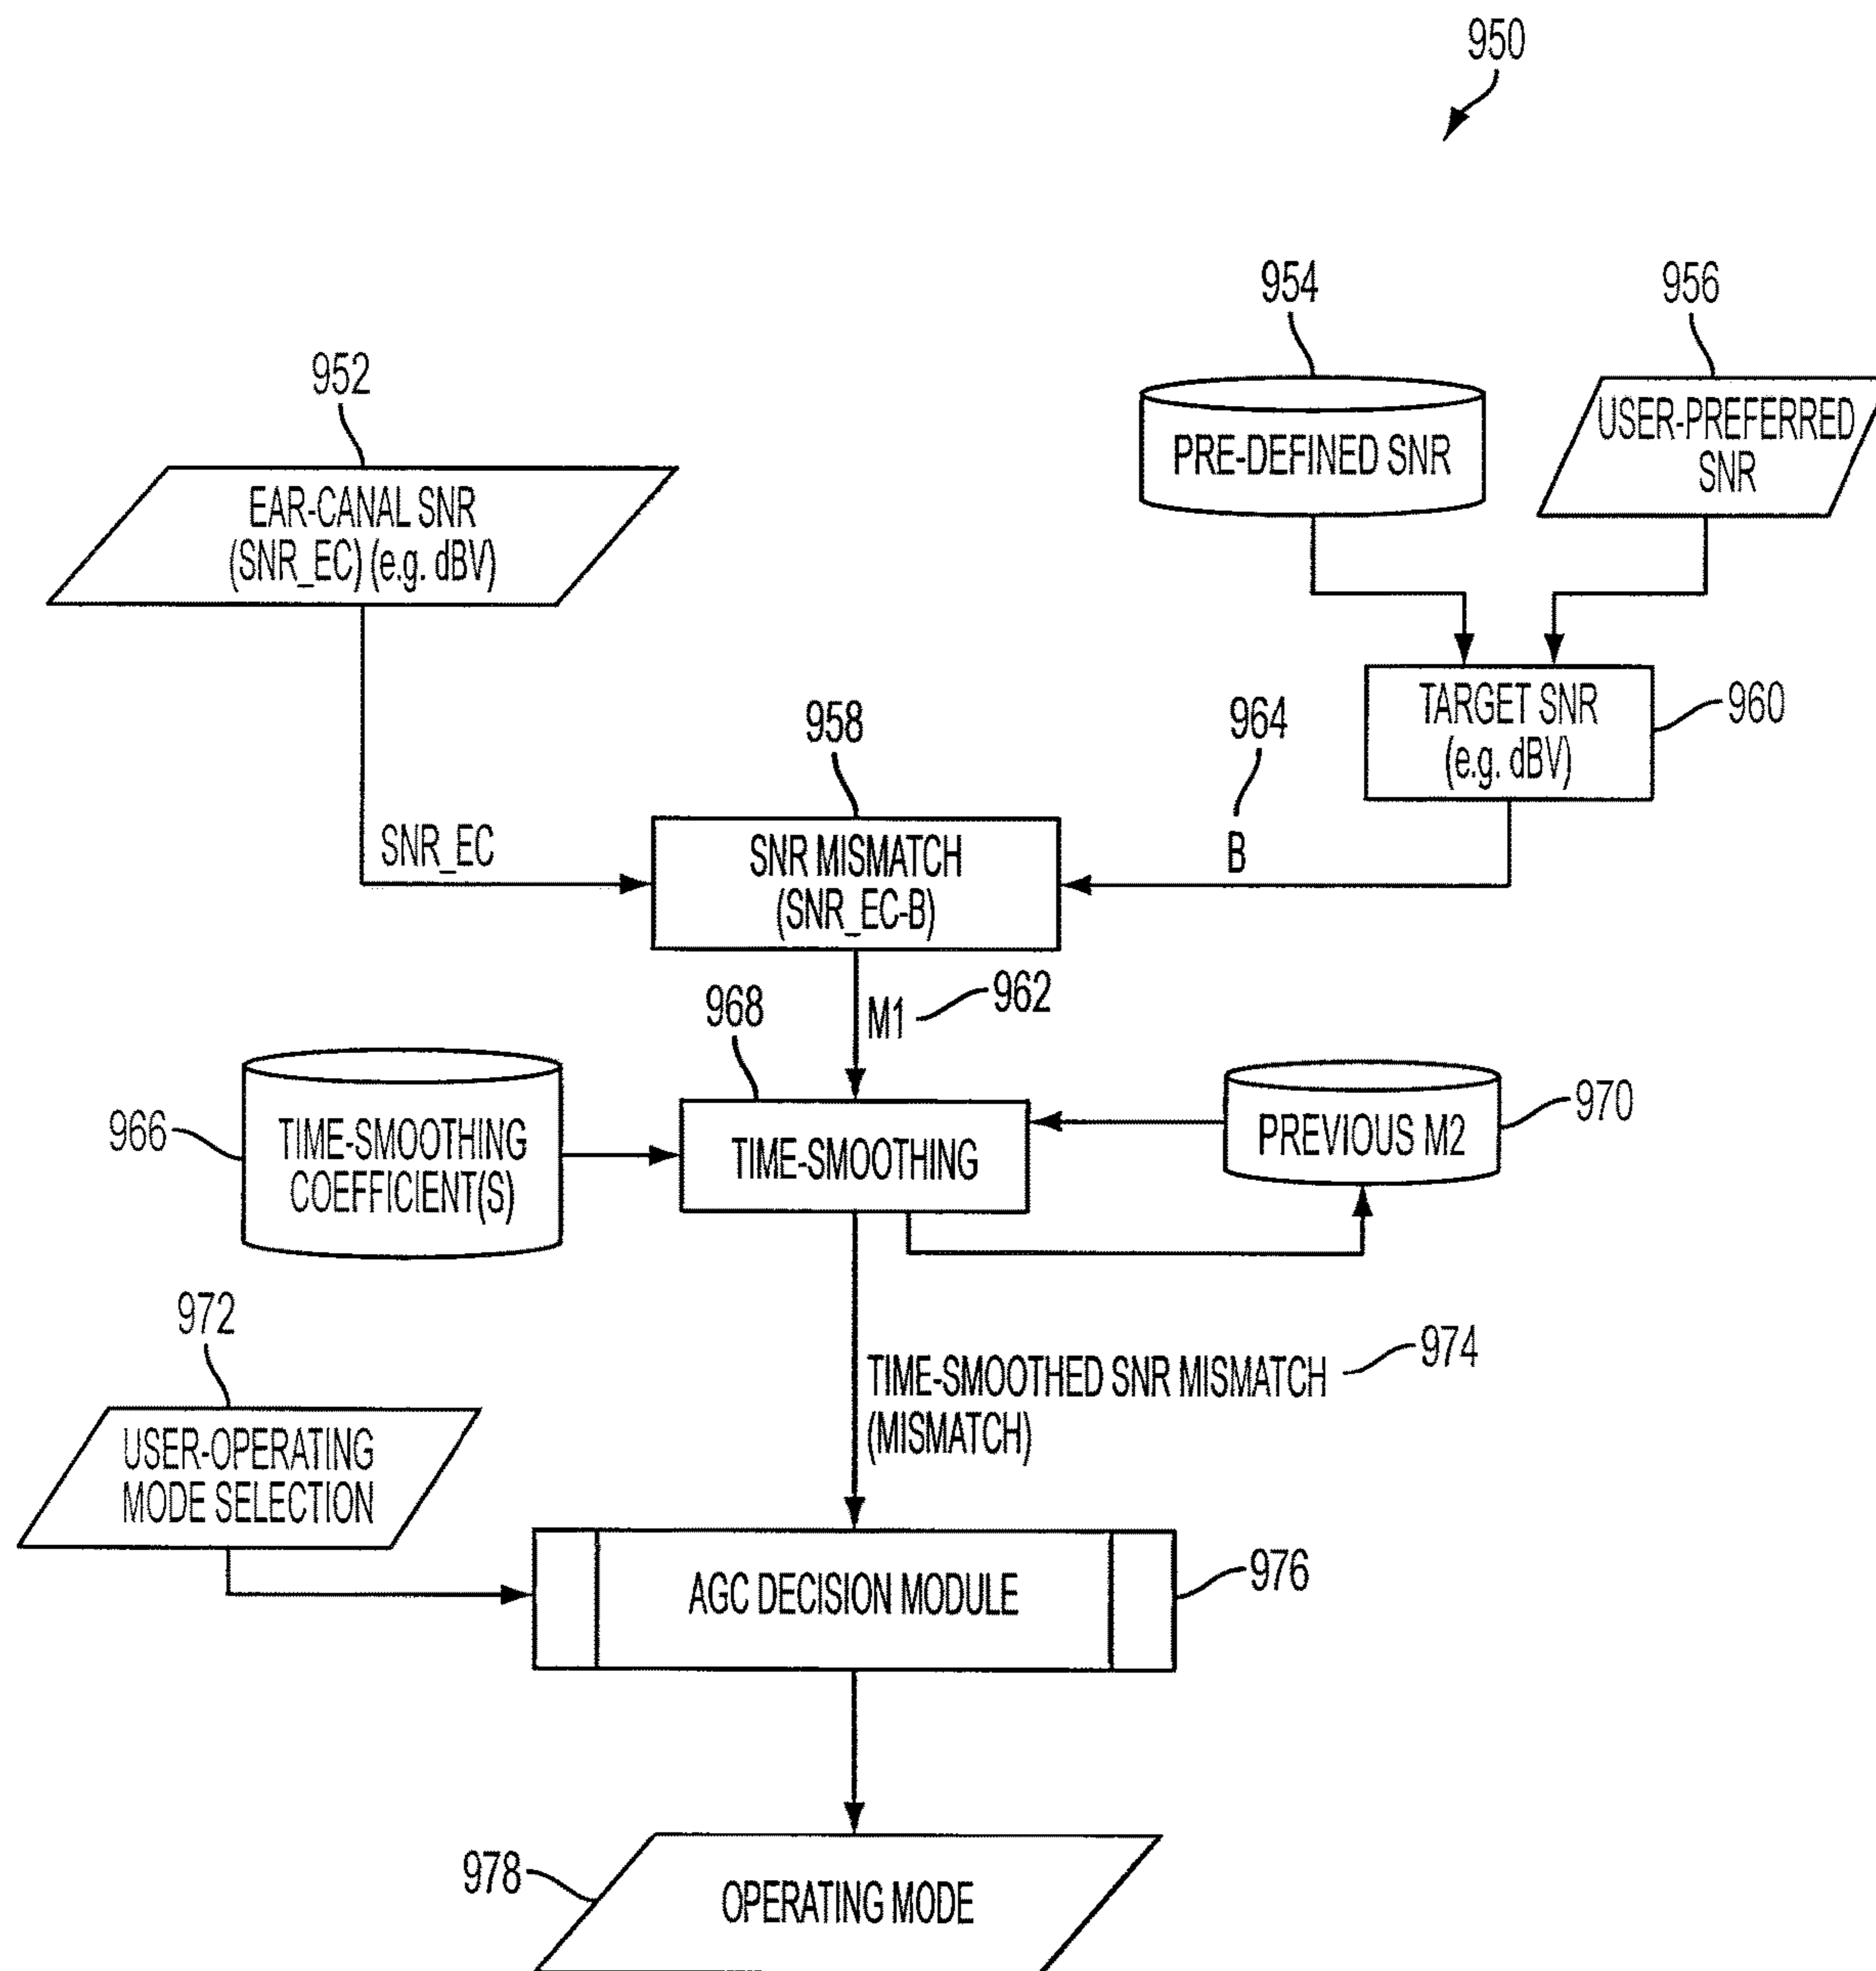 950
954
956
952
PRE-DEFINED SNR
USER-PREFERRED
SNR
EAR-CANAL SNR
(SNR_EC) (e.g. dBV)
958
964
TARGET SNR
(e.g. dBV)
960
SNR_EC
SNR MISMATCH
(SNR_EC-B)
B
968
M1
962
966
TIME-SMOOTHING
COEFFICIENT(S)
TIME-SMOOTHING
PREVIOUS M2
970
972
TIME-SMOOTHED SNR MISMATCH
(MISMATCH)
974
USER-OPERATING
MODE SELECTION
AGC DECISION MODULE
976
978
OPERATING MODE